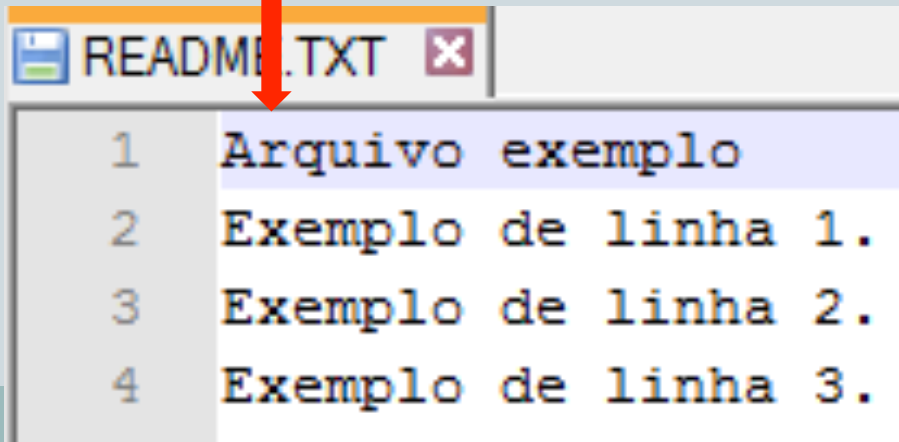 README.TXT
1 Arquivo exemplo
2 Exemplo de linha 1.
3 Exemplo de linha 2.
4 Exemplo de linha 3.